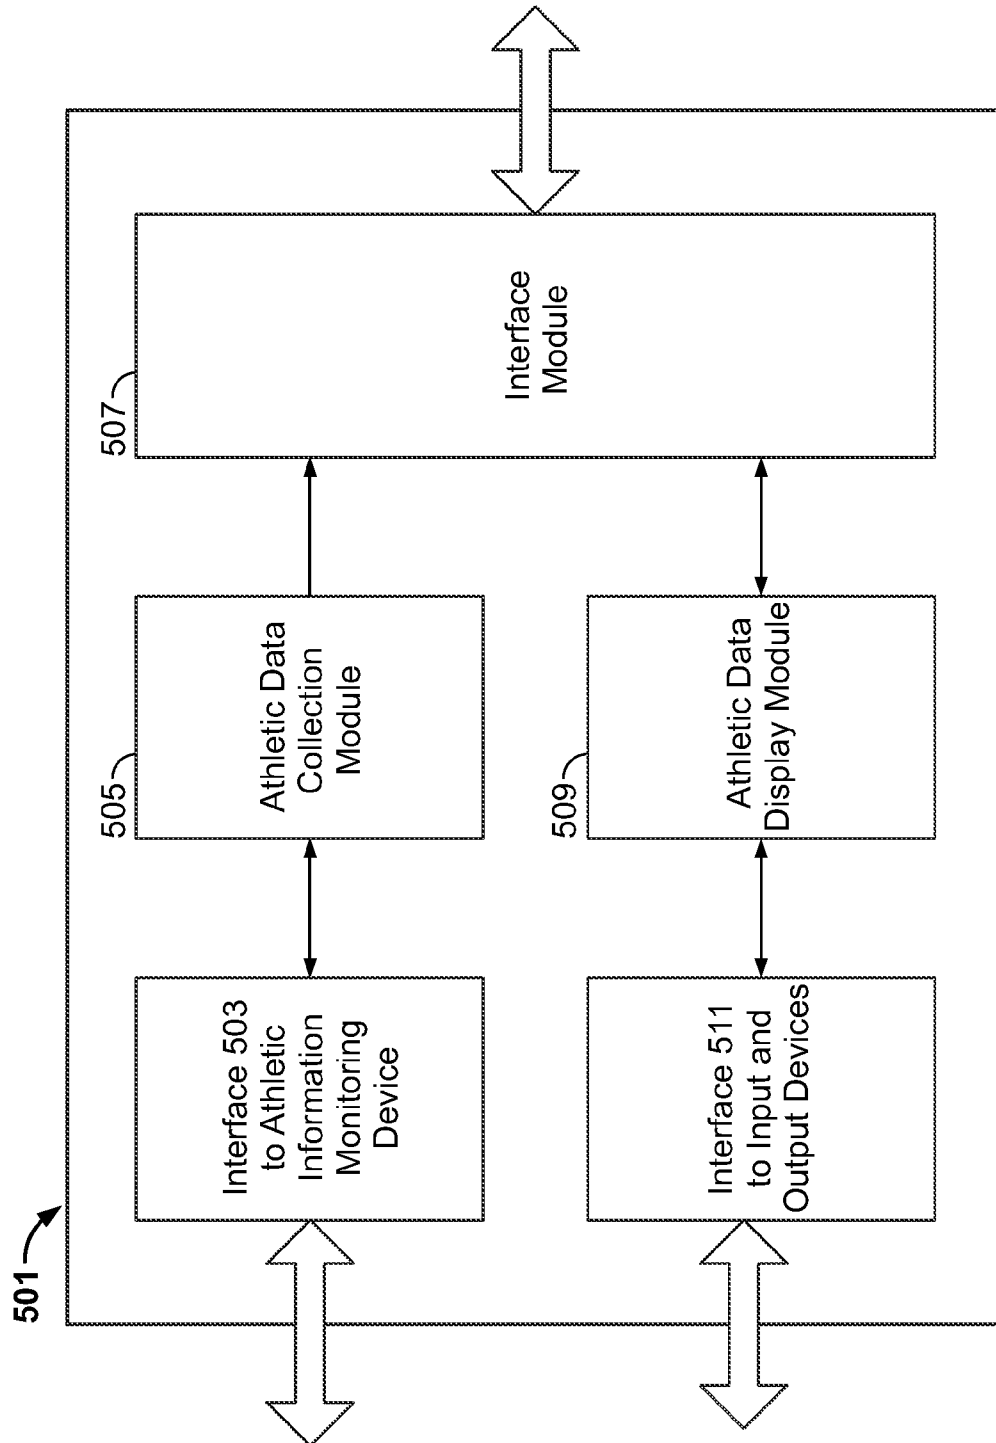 501
Interface 503
to Athletic
Information
Monitoring
Device
505
Athletic Data
Collection
Module
507
Interface
Module
Interface 511
to Input and
Output Devices
509
Athletic Data
Display Module